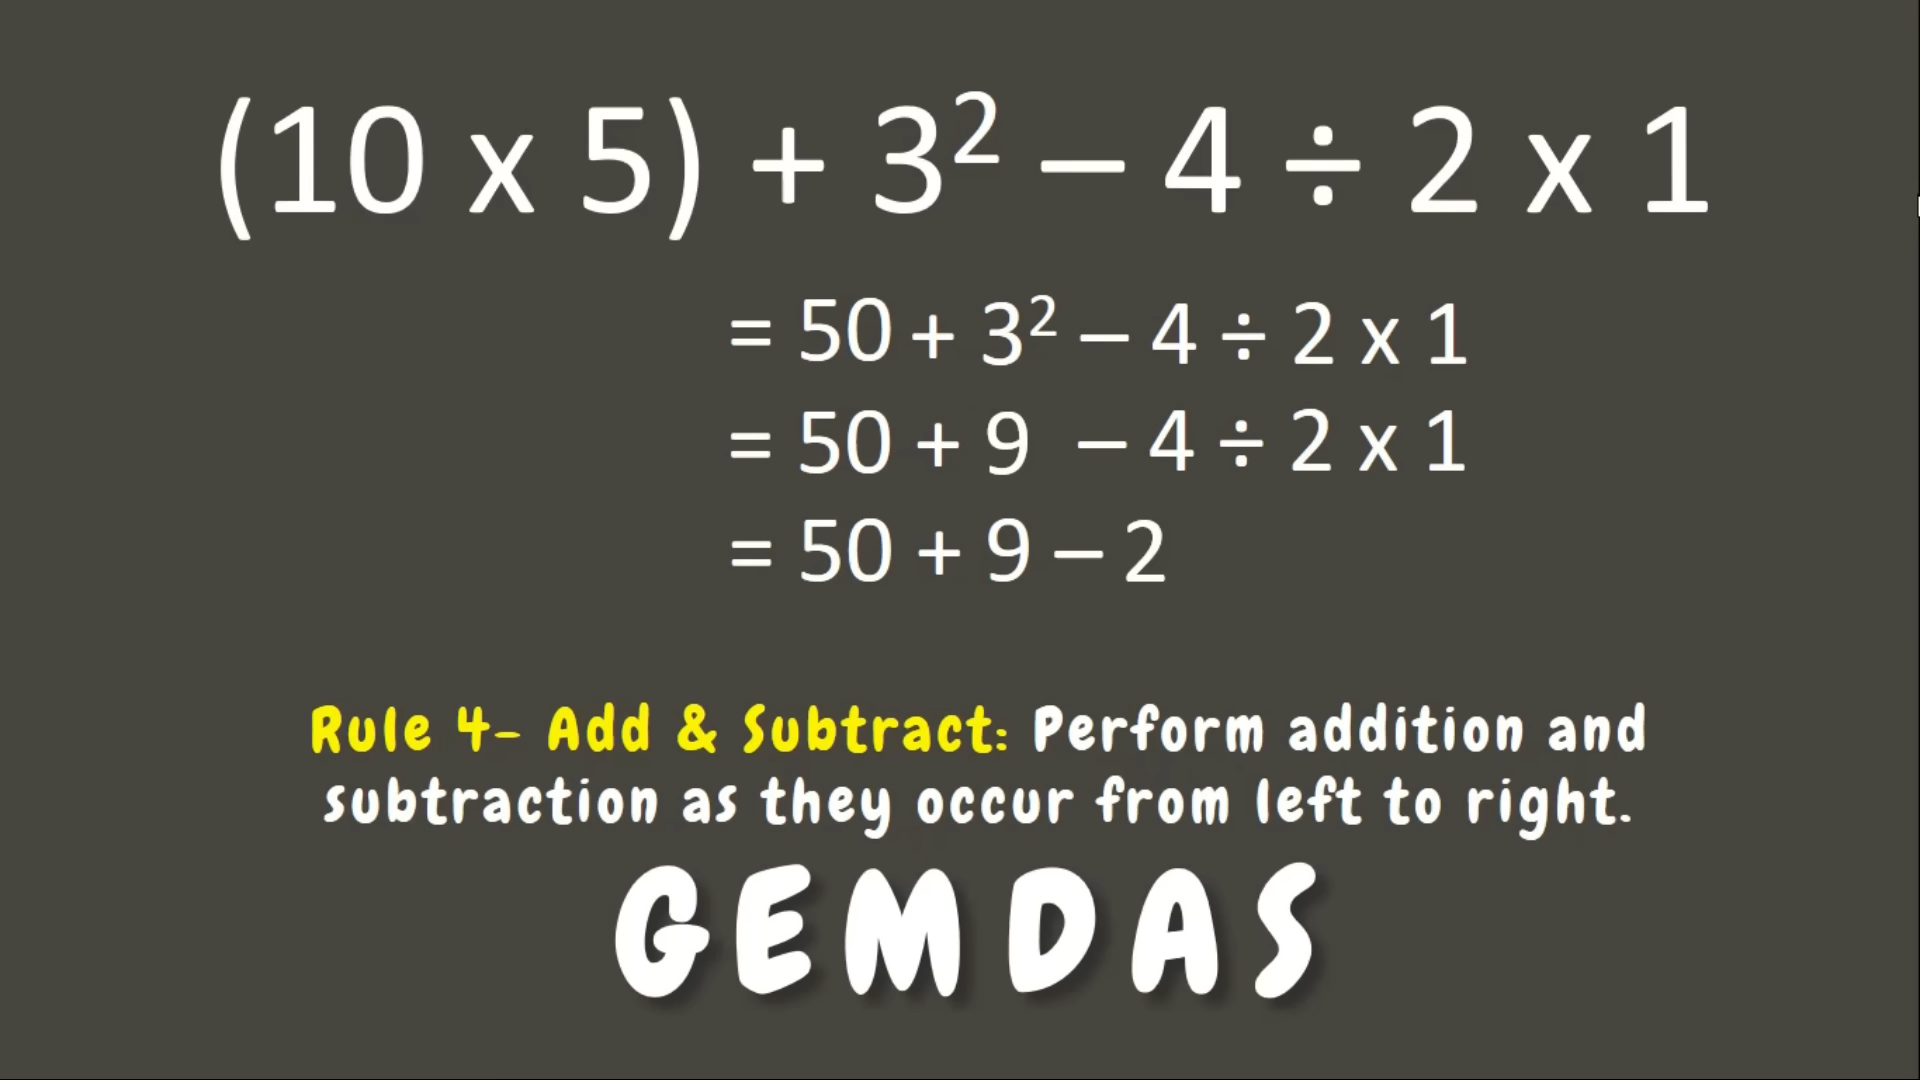 (10 x 5) + 3² – 4 ÷ 2 x 1
= 50 + 3² – 4 ÷ 2 x 1
= 50 + 9 – 4 ÷ 2 x 1
= 50 + 9 – 2
Rule 4- Add & Subtract: Perform addition and
subtraction as they occur from left to right.
GEMDAS